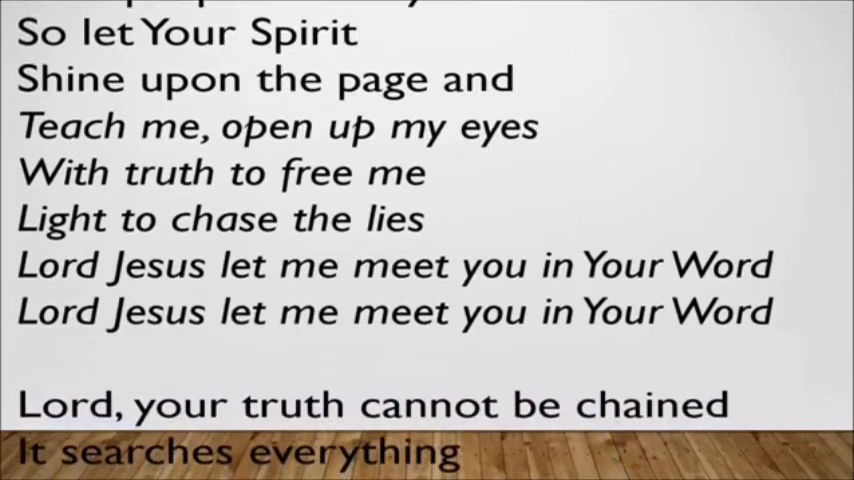 So let Your Spirit
Shine upon the page and
Teach me, open up my eyes
With truth to free me
Light to chase the lies
Lord Jesus let me meet you in Your Word
Lord Jesus let me meet you in Your Word
Lord, your truth cannot be chained
It searches everything